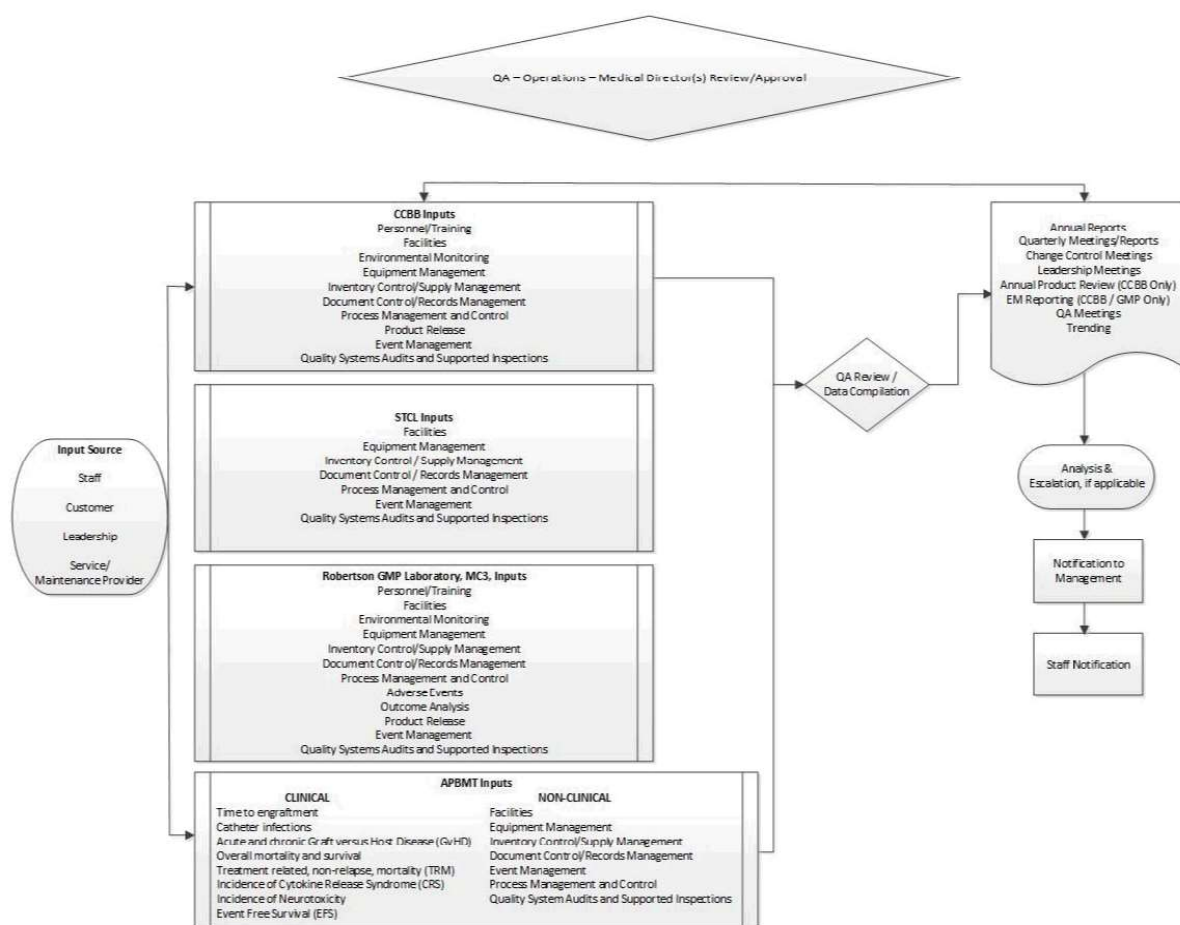 QA – Operations – Medical Director(s) Review/Approval
CCBB Inputs
Personnel/Training
Facilities
Environmental Monitoring
Equipment Management
Inventory Control/Supply Management
Document Control/Records Management
Process Management and Control
Product Release
Event Management
Quality Systems Audits and Supported Inspections
Annual Reports
Quarterly Meetings/Reports
Change Control Meetings
Leadership Meetings
Annual Product Review (CCBB Only)
EM Reporting (CCBB / GMP Only)
QA Meetings
Trending
QA Review /
Data Compilation
STCL Inputs
Facilities
Equipment Management
Inventory Control / Supply Management
Document Control / Records Management
Process Management and Control
Event Management
Quality Systems Audits and Supported Inspections
Input Source
Staff
Customer
Leadership
Service/
Maintenance Provider
Analysis &
Escalation, if applicable
Notification to
Management
Staff Notification
Robertson GMP Laboratory, MC3, Inputs
Personnel/Training
Facilities
Environmental Monitoring
Equipment Management
Inventory Control/Supply Management
Document Control/Records Management
Process Management and Control
Adverse Events
Outcome Analysis
Product Release
Event Management
Quality Systems Audits and Supported Inspections
APBMT Inputs
CLINICAL
Time to engraftment
Catheter infections
Acute and chronic Graft versus Host Disease (GvHD)
Overall mortality and survival
Treatment related, non-relapse, mortality (TRM)
Incidence of Cytokine Release Syndrome (CRS)
Incidence of Neurotoxicity
Event Free Survival (EFS)
NON-CLINICAL
Facilities
Equipment Management
Inventory Control/Supply Management
Document Control/Records Management
Event Management
Process Management and Control
Quality System Audits and Supported Inspections